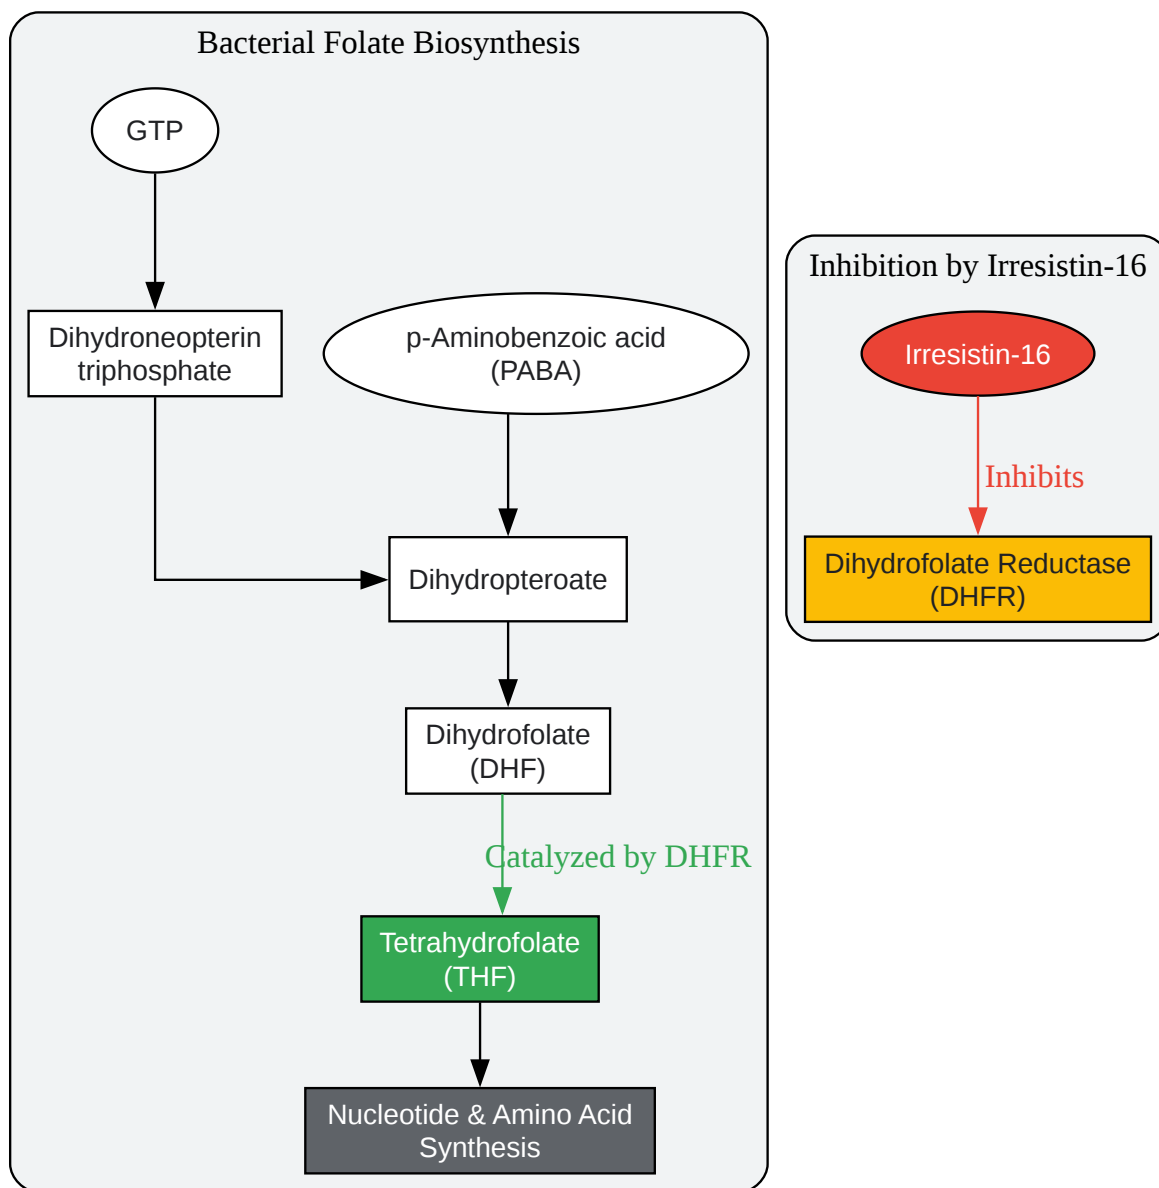 Bacterial Folate Biosynthesis
GTP
Dihydroneopterin
triphosphate
p-Aminobenzoic acid
(PABA)
Dihydropteroate
Dihydrofolate
(DHF)
Catalyzed by DHFR
Tetrahydrofolate
(THF)
Nucleotide & Amino Acid
Synthesis
Inhibition by Irresistin-16
Irresistin-16
Inhibits
Dihydrofolate Reductase
(DHFR)